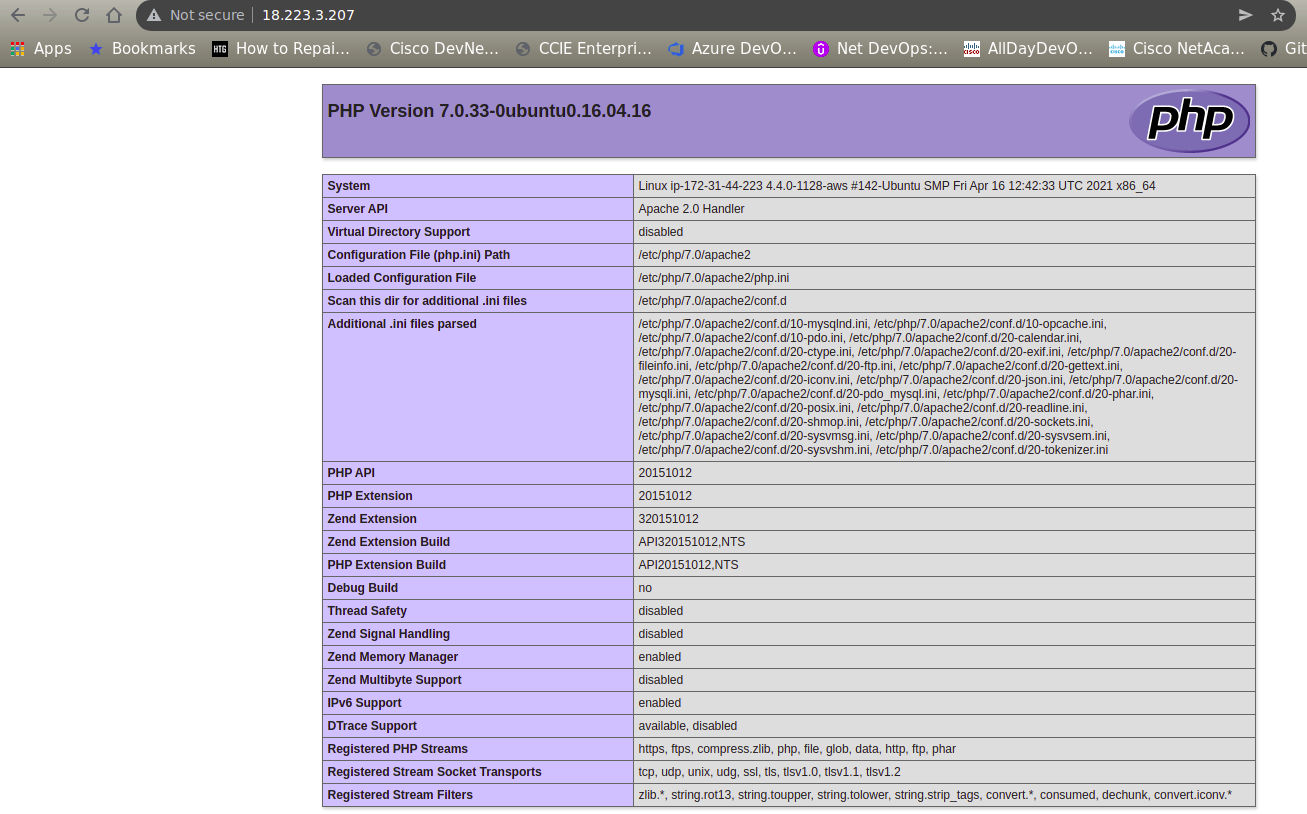 Not secure | 18.223.3.207
Apps Bookmarks HTG How to Repai... Cisco DevNe... CCIE Enterpri... Azure DevO... Net DevOps:... AllDayDevO... Cisco NetAca... Git
PHP Version 7.0.33-0ubuntu0.16.04.16
php
System Linux ip-172-31-44-223 4.4.0-1128-aws #142-Ubuntu SMP Fri Apr 16 12:42:33 UTC 2021 x86_64
Server API Apache 2.0 Handler
Virtual Directory Support disabled
Configuration File (php.ini) Path /etc/php/7.0/apache2
Loaded Configuration File /etc/php/7.0/apache2/php.ini
Scan this dir for additional .ini files /etc/php/7.0/apache2/conf.d
Additional .ini files parsed /etc/php/7.0/apache2/conf.d/10-mysqlnd.ini, /etc/php/7.0/apache2/conf.d/10-opcache.ini,
/etc/php/7.0/apache2/conf.d/10-pdo.ini, /etc/php/7.0/apache2/conf.d/20-calendar.ini,
/etc/php/7.0/apache2/conf.d/20-ctype.ini, /etc/php/7.0/apache2/conf.d/20-exif.ini, /etc/php/7.0/apache2/conf.d/20-
fileinfo.ini, /etc/php/7.0/apache2/conf.d/20-ftp.ini, /etc/php/7.0/apache2/conf.d/20-gettext.ini,
/etc/php/7.0/apache2/conf.d/20-iconv.ini, /etc/php/7.0/apache2/conf.d/20-json.ini, /etc/php/7.0/apache2/conf.d/20-
mysqli.ini, /etc/php/7.0/apache2/conf.d/20-pdo_mysql.ini, /etc/php/7.0/apache2/conf.d/20-phar.ini,
/etc/php/7.0/apache2/conf.d/20-posix.ini, /etc/php/7.0/apache2/conf.d/20-readline.ini,
/etc/php/7.0/apache2/conf.d/20-shmop.ini, /etc/php/7.0/apache2/conf.d/20-sockets.ini,
/etc/php/7.0/apache2/conf.d/20-sysvmsg.ini, /etc/php/7.0/apache2/conf.d/20-sysvsem.ini,
/etc/php/7.0/apache2/conf.d/20-sysvshm.ini, /etc/php/7.0/apache2/conf.d/20-tokenizer.ini
PHP API 20151012
PHP Extension 20151012
Zend Extension 320151012
Zend Extension Build API320151012,NTS
PHP Extension Build API20151012,NTS
Debug Build no
Thread Safety disabled
Zend Signal Handling disabled
Zend Memory Manager enabled
Zend Multibyte Support disabled
IPv6 Support enabled
DTrace Support available, disabled
Registered PHP Streams https, ftps, compress.zlib, php, file, glob, data, http, ftp, phar
Registered Stream Socket Transports tcp, udp, unix, udg, ssl, tls, tlsv1.0, tlsv1.1, tlsv1.2
Registered Stream Filters zlib.*, string.rot13, string.toupper, string.tolower, string.strip_tags, convert.*, consumed, dechunk, convert.iconv.*